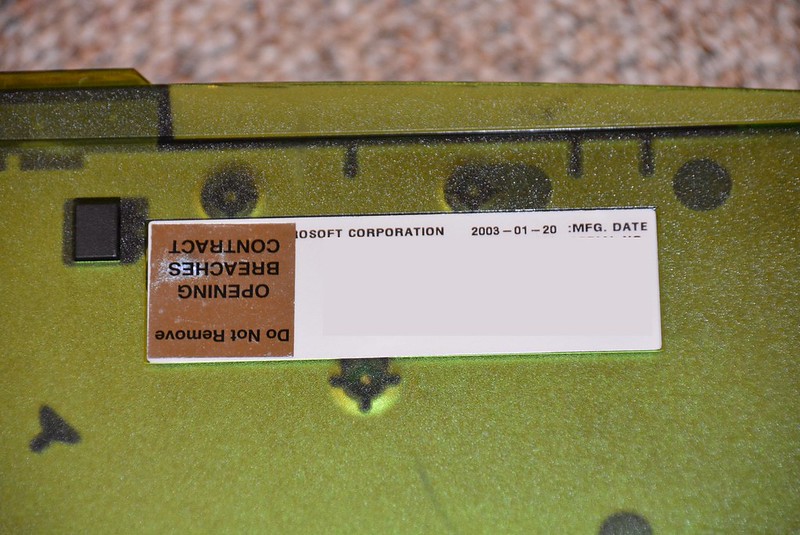 ROSOFT CORPORATION 2003-01-20 :MFG. DATE
Do Not Remove
OPENING
BREACHES
CONTRACT